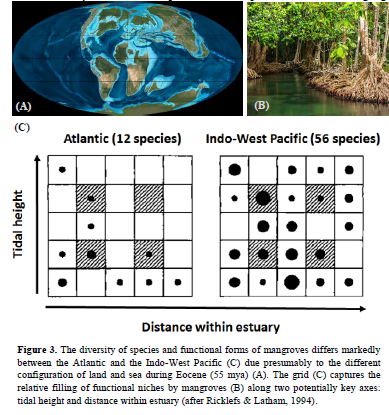 (A)
(B)
(C)
Atlantic (12 species)
Indo-West Pacific (56 species)
Tidal height
Distance within estuary
Figure 3. The diversity of species and functional forms of mangroves differs markedly
between the Atlantic and the Indo-West Pacific (C) due presumably to the different
configuration of land and sea during Eocene (55 mya) (A). The grid (C) captures the
relative filling of functional niches by mangroves (B) along two potentially key axes:
tidal height and distance within estuary (after Ricklefs & Latham, 1994).